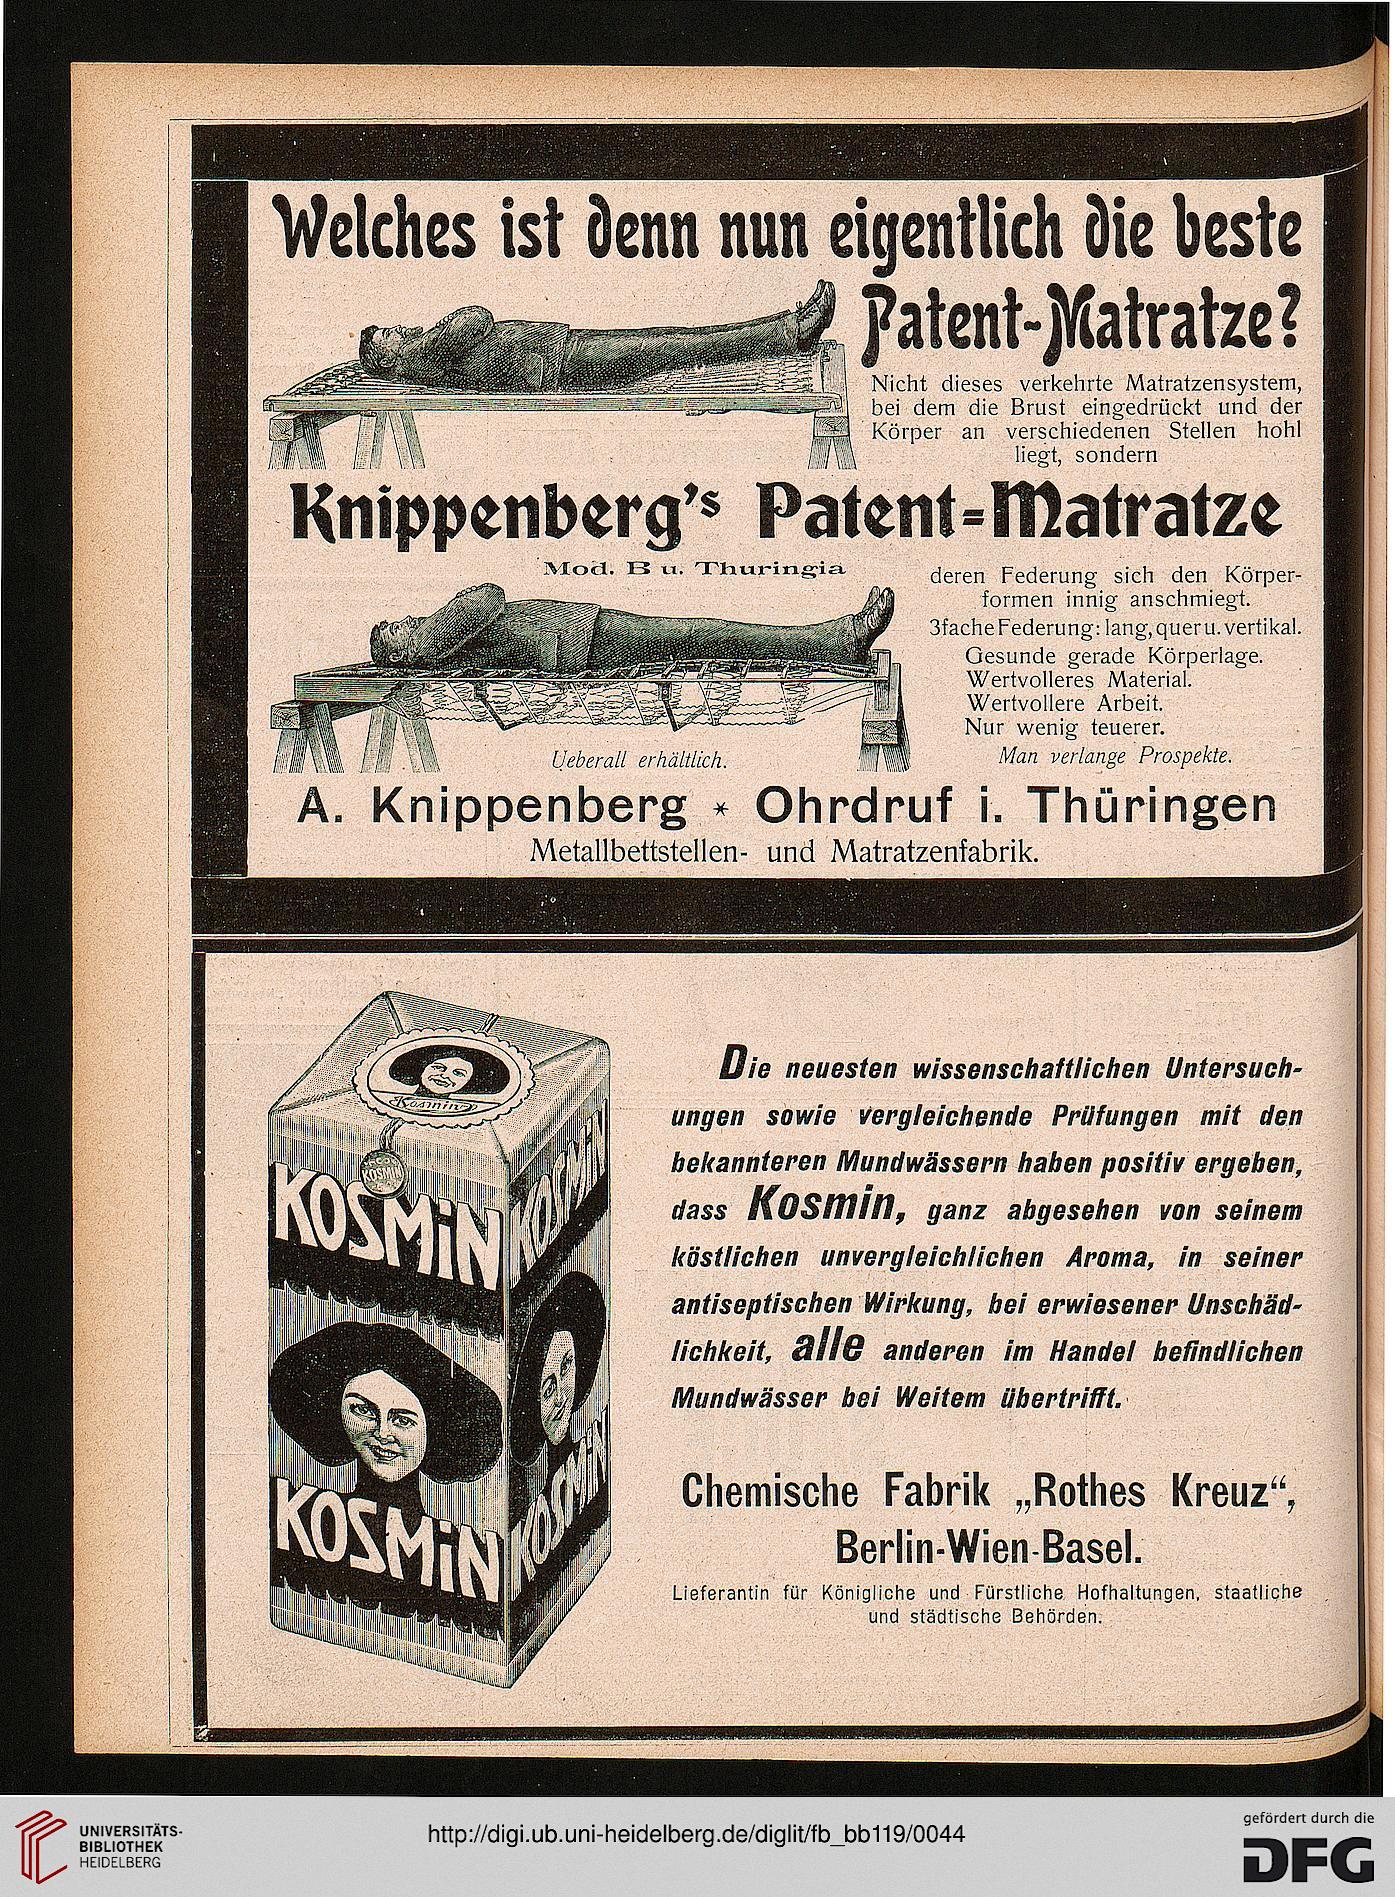 Welches ist denn nun eigentlich die beste
Patent-Matratze?
Nicht dieses verkehrte Matratzensystem,
bei dem die Brust eingedrückt und der
Körper an verschiedenen Stellen hohl
liegt, sondern
Knippenberg's Patent-Matratze
Mod. B u. Thuringia
deren Federung sich den Körper-
formen innig anschmiegt.
3fache Federung: lang, quer u. vertikal.
Gesunde gerade Körperlage.
Wertvolleres Material.
Wertvollere Arbeit.
Nur wenig teuerer.
Ueberall erhältlich.
Man verlange Prospekte.
A. Knippenberg * Ohrdruf i. Thüringen
Metallbettstellen- und Matratzenfabrik.
Kosmin
KOSMIN
KOSMiN
KOSMiN
KOSMiN
KOSMiN
Die neuesten wissenschaftlichen Untersuch-
ungen sowie vergleichende Prüfungen mit den
bekannteren Mundwässern haben positiv ergeben,
dass Kosmin, ganz abgesehen von seinem
köstlichen unvergleichlichen Aroma, in seiner
antiseptischen Wirkung, bei erwiesener Unschäd-
lichkeit, alle anderen im Handel befindlichen
Mundwässer bei Weitem übertrifft.
Chemische Fabrik „Rothes Kreuz“,
Berlin-Wien-Basel.
Lieferantin für Königliche und Fürstliche Hofhaltungen, staatliche
und städtische Behörden.
UNIVERSITÄTS-
BIBLIOTHEK
HEIDELBERG
http://digi.ub.uni-heidelberg.de/diglit/fb_bb119/0044
gefördert durch die
DFG